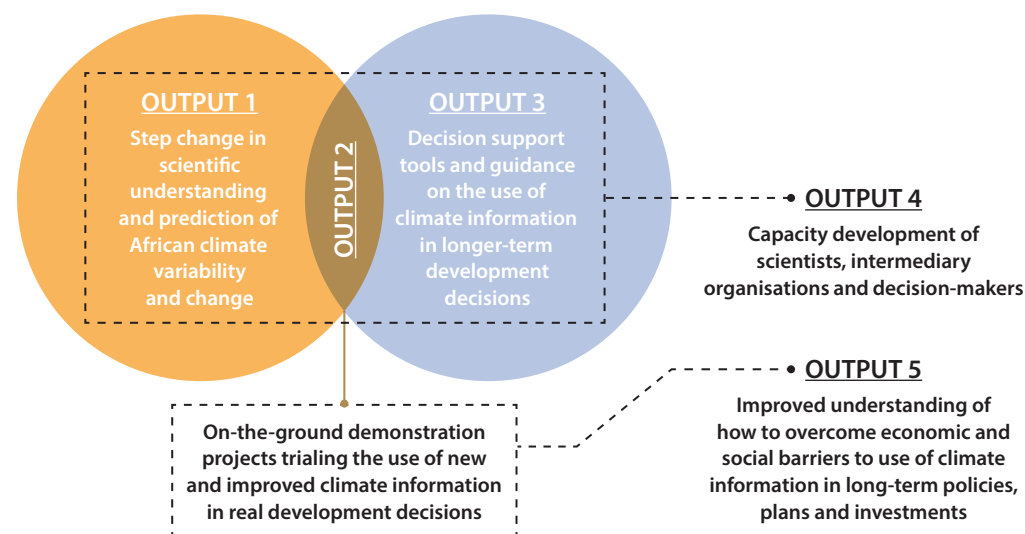 OUTPUT 1
Step change in
scientific
understanding
and prediction of
African climate
variability
and change
OUTPUT 2
OUTPUT 3
Decision support
tools and guidance
on the use of
climate information
in longer-term
development
decisions
OUTPUT 4
Capacity development of
scientists, intermediary
organisations and decision-makers
On-the-ground demonstration
projects trialing the use of new
and improved climate information
in real development decisions
OUTPUT 5
Improved understanding of
how to overcome economic and
social barriers to use of climate
information in long-term policies,
plans and investments